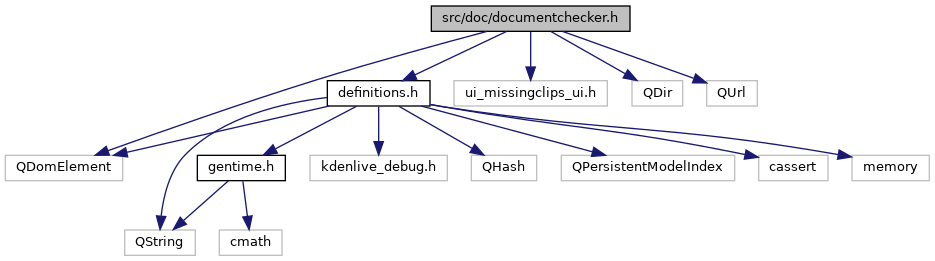 src/doc/documentchecker.h
definitions.h
ui_missingclips_ui.h
QDir
QUrl
QDomElement
gentime.h
kdenlive_debug.h
QHash
QPersistentModelIndex
cassert
memory
QString
cmath